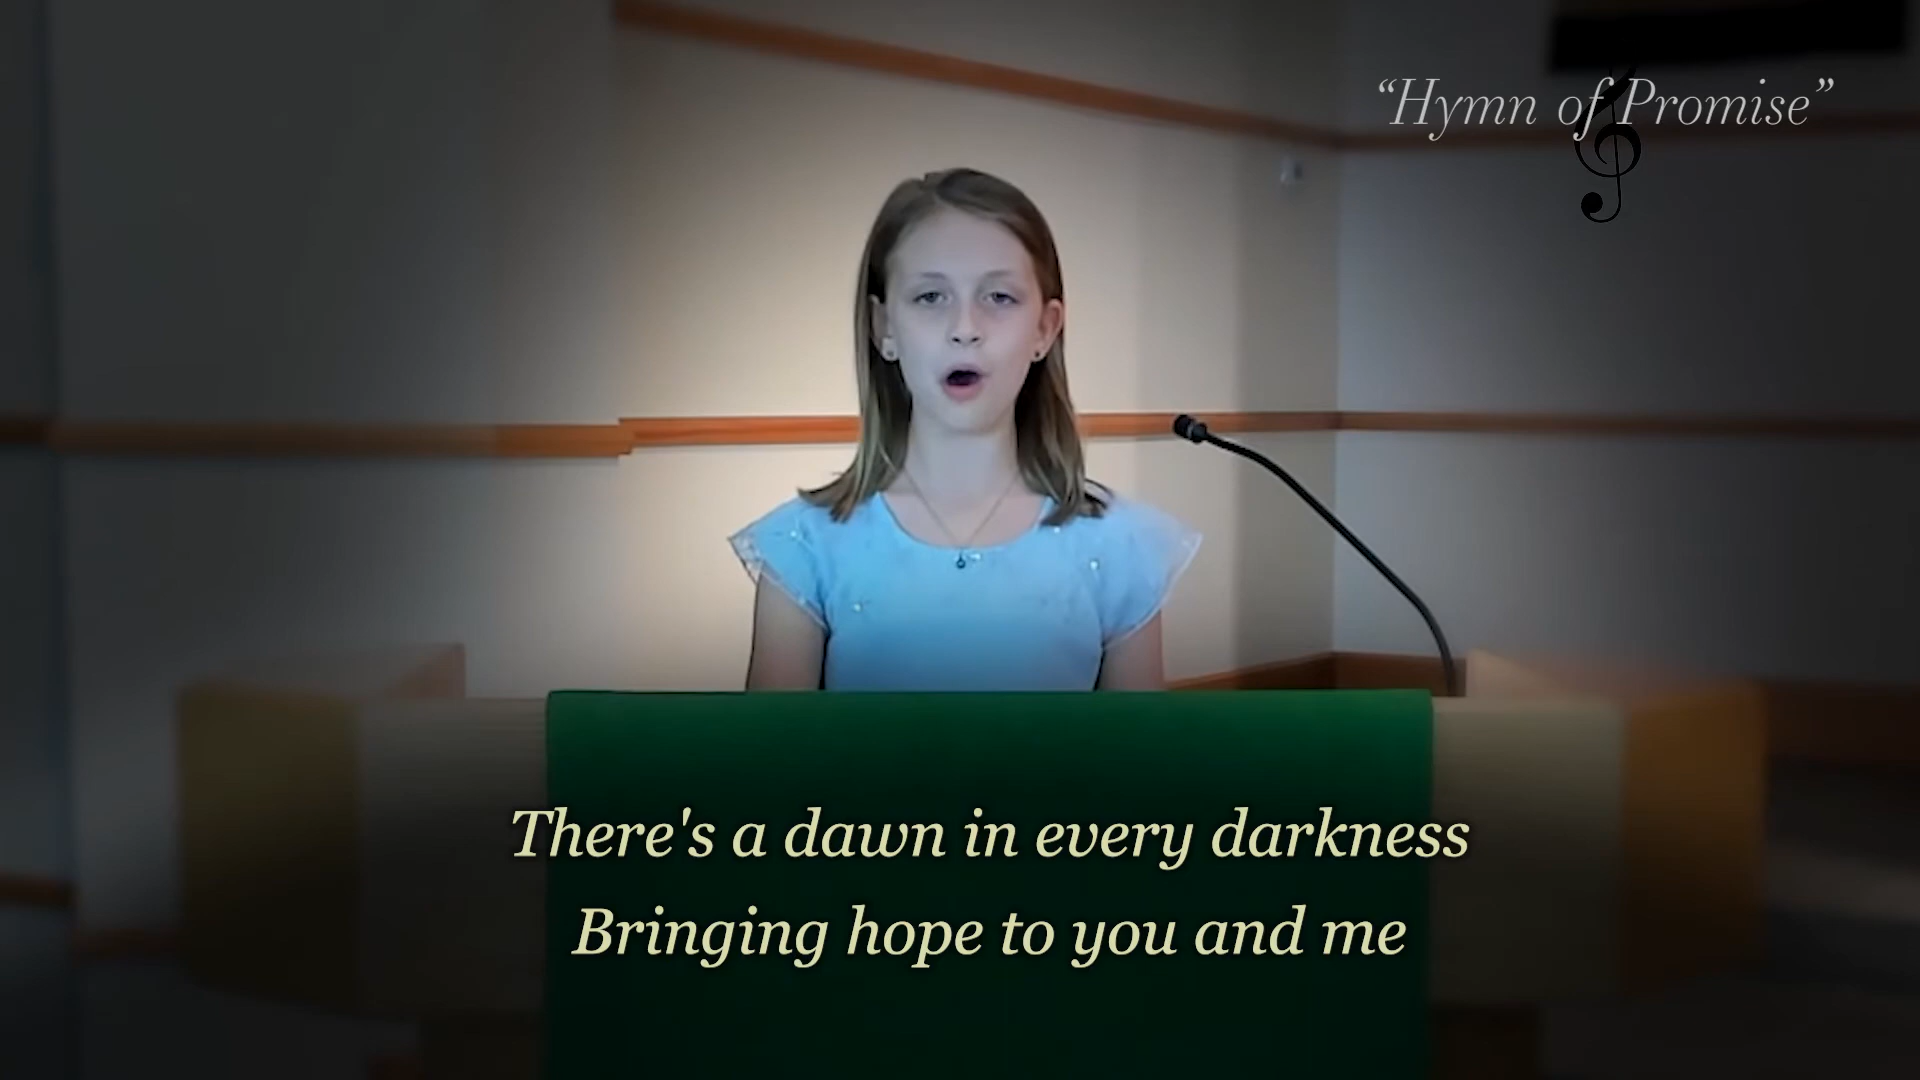 “Hymn of Promise”
There's a dawn in every darkness
Bringing hope to you and me